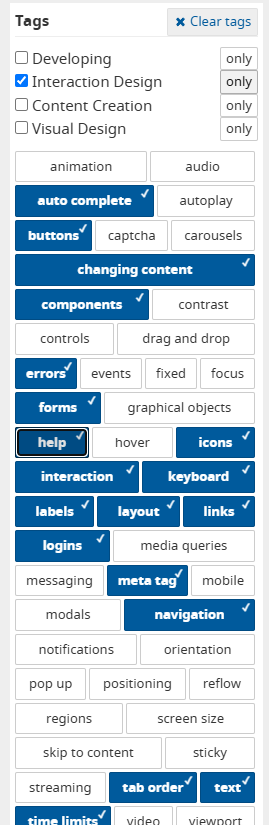 Tags
✖ Clear tags
Developing only
Interaction Design only
Content Creation only
Visual Design only
animation audio
auto complete autoplay
buttons captcha carousels
changing content
components contrast
controls drag and drop
errors events fixed focus
forms graphical objects
help hover icons
interaction keyboard
labels layout links
logins media queries
messaging meta tag mobile
modals navigation
notifications orientation
pop up positioning reflow
regions screen size
skip to content sticky
streaming tab order text
time limits video viewport